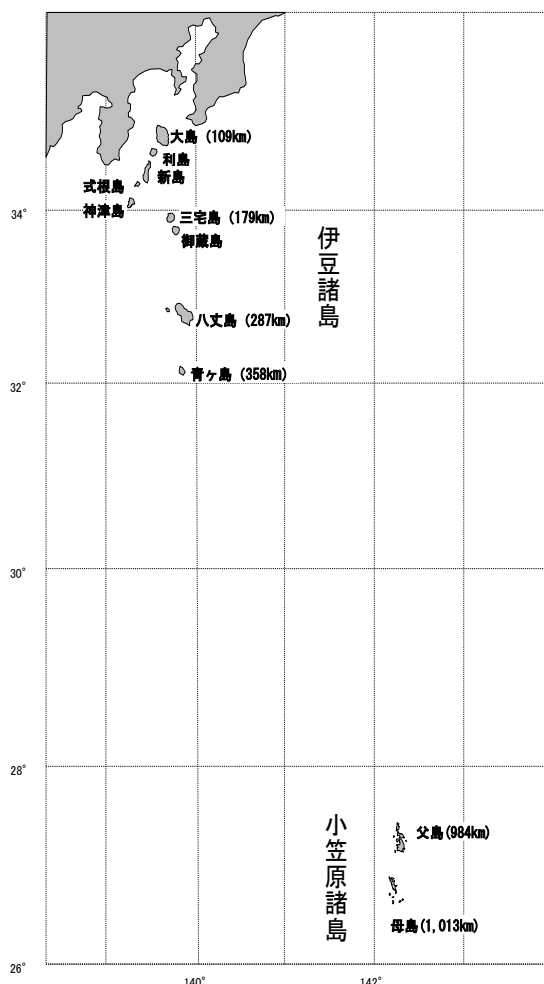 大島 (109km)
利島
新島
式根島
神津島
34°
三宅島 (179km)
御蔵島
伊豆諸島
八丈島 (287km)
青ヶ島 (358km)
32°
30°
28°
小笠原諸島
父島(984km)
母島(1,013km)
26°
140°
142°